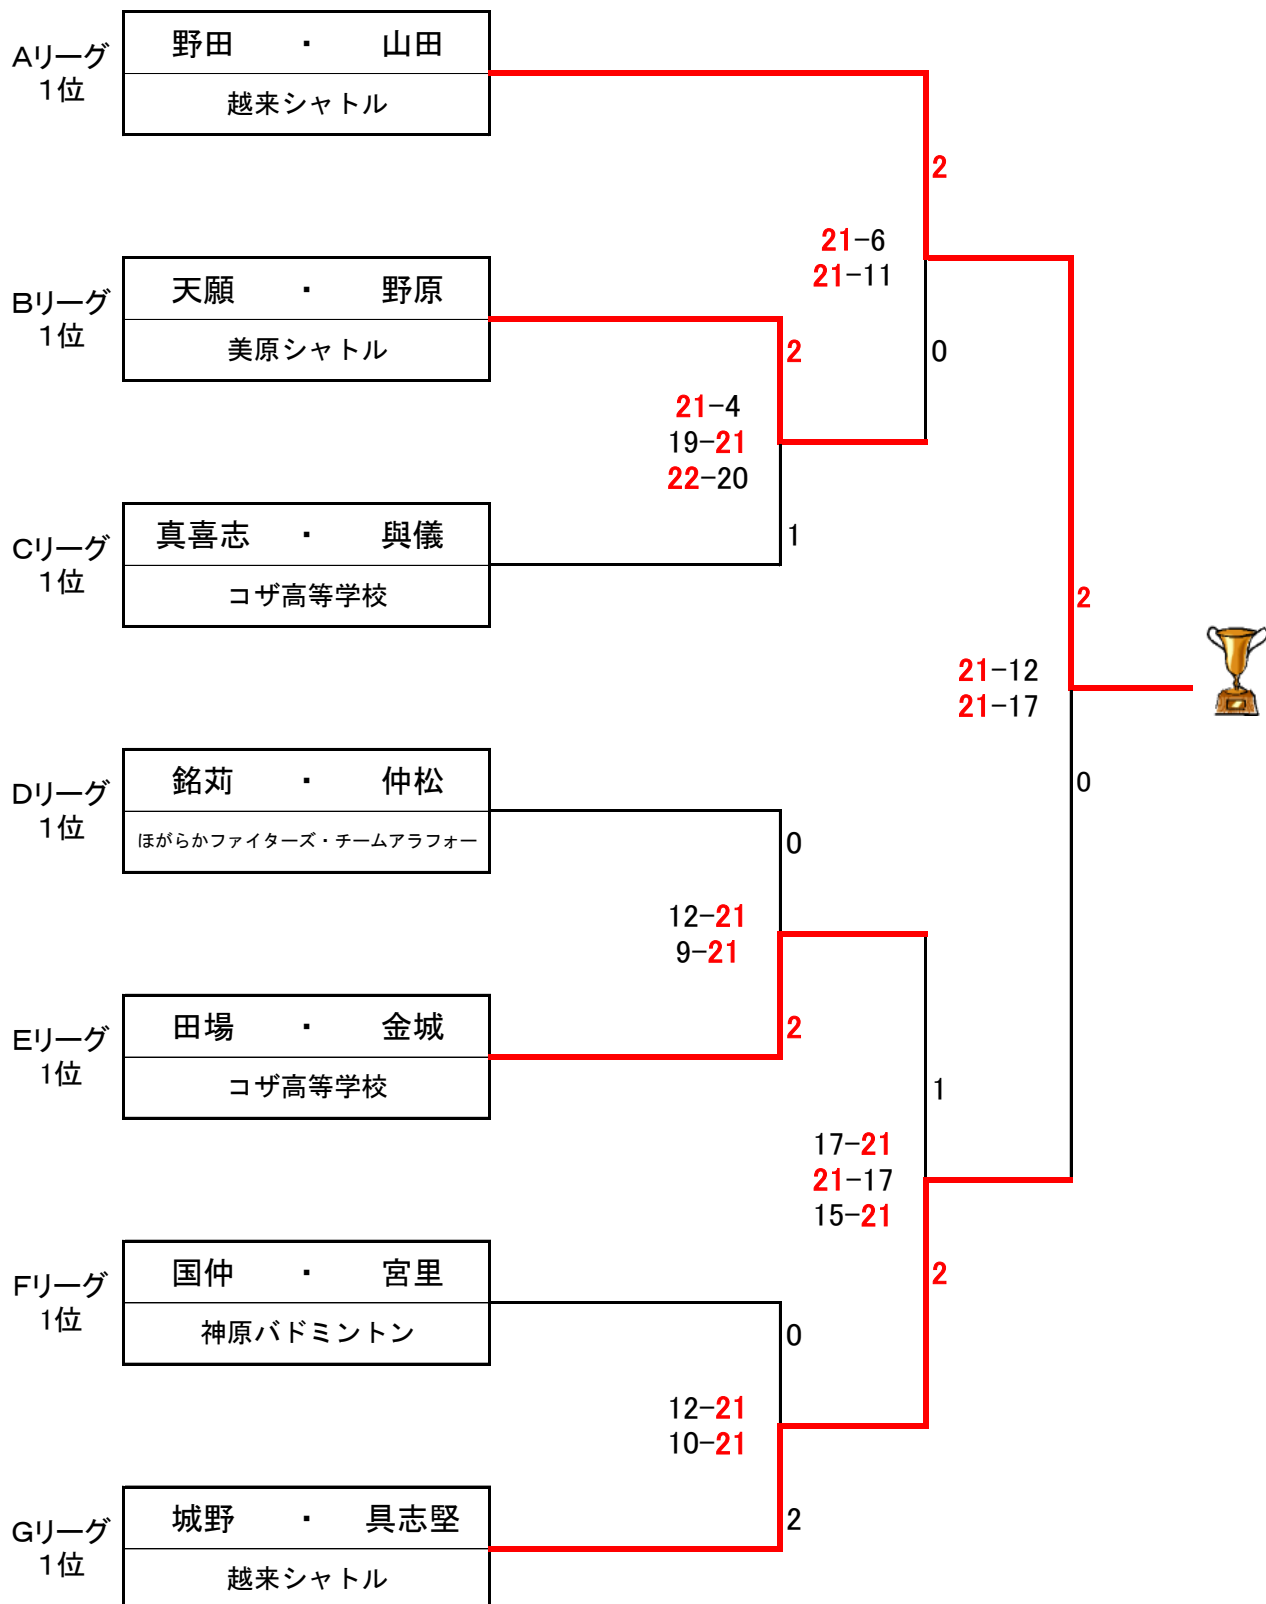 Aリーグ
1位
野田 ・ 山田
越来シャトル
2
21-6
21-11
0
Bリーグ
1位
天願 ・ 野原
美原シャトル
2
21-4
19-21
22-20
1
Cリーグ
1位
真喜志 ・ 與儀
コザ高等学校
2
21-12
21-17
0
Dリーグ
1位
銘苅 ・ 仲松
ほがらかファイターズ・チームアラフォー
0
12-21
9-21
2
Eリーグ
1位
田場 ・ 金城
コザ高等学校
1
17-21
21-17
15-21
2
Fリーグ
1位
国仲 ・ 宮里
神原バドミントン
0
12-21
10-21
2
Gリーグ
1位
城野 ・ 具志堅
越来シャトル